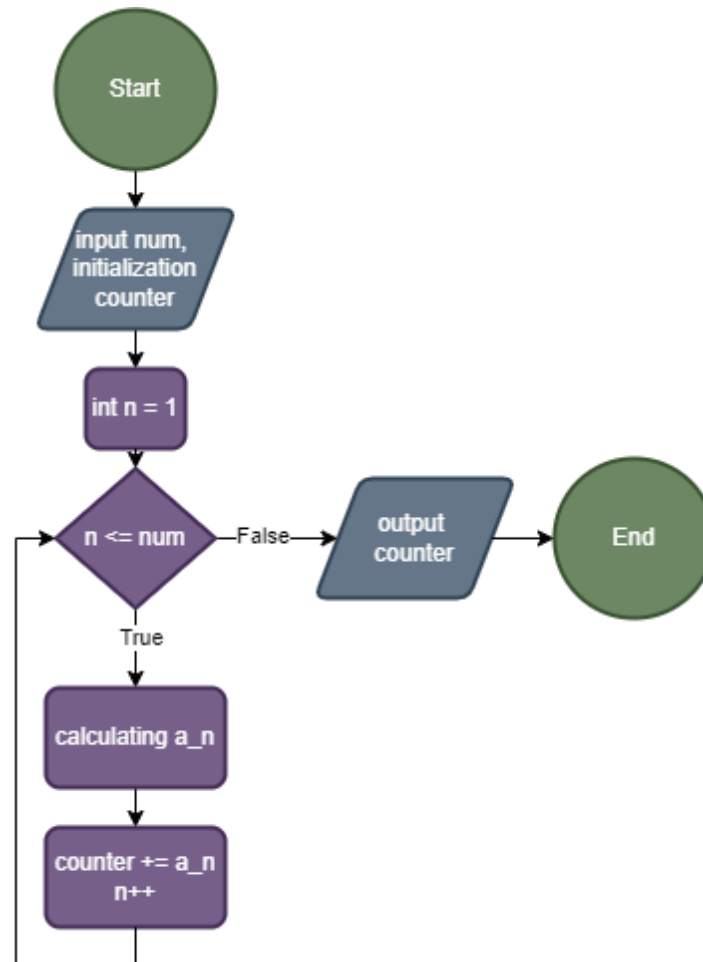 Start
input num,
initialization
counter
int n = 1
n <= num
False
output
counter
End
True
calculating a_n
counter += a_n
n++